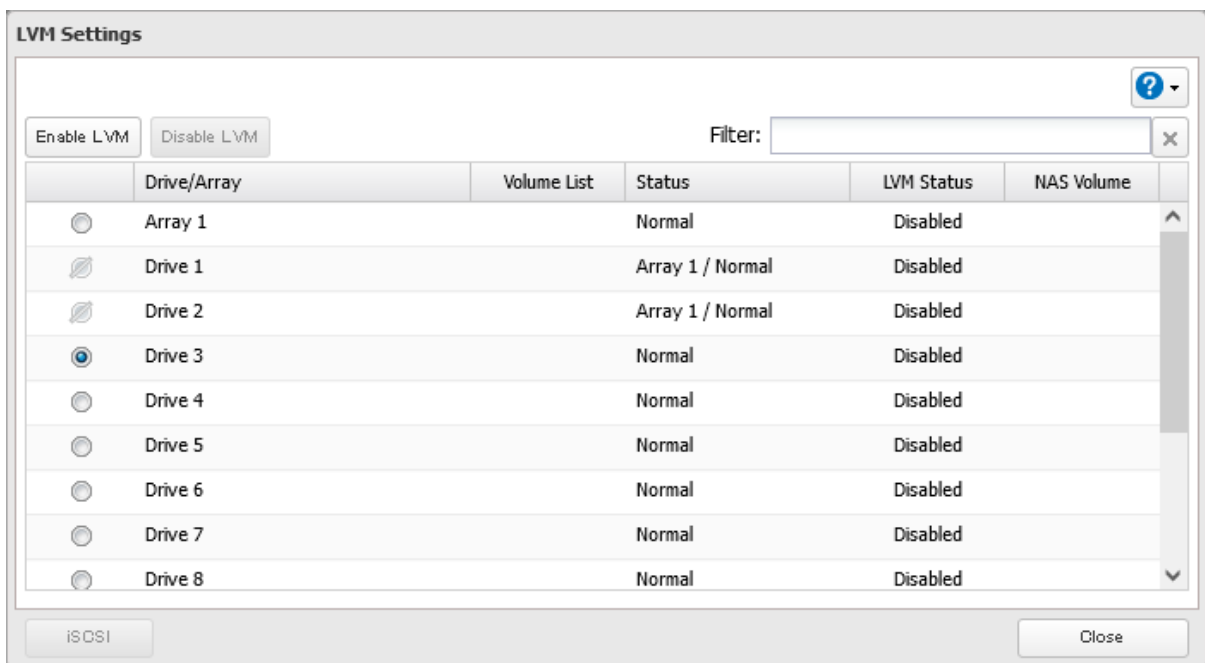 LVM Settings
?
Enable LVM Disable LVM Filter:
Drive/Array Volume List Status LVM Status NAS Volume
Array 1 Normal Disabled
Drive 1 Array 1 / Normal Disabled
Drive 2 Array 1 / Normal Disabled
Drive 3 Normal Disabled
Drive 4 Normal Disabled
Drive 5 Normal Disabled
Drive 6 Normal Disabled
Drive 7 Normal Disabled
Drive 8 Normal Disabled
iSCSI Close